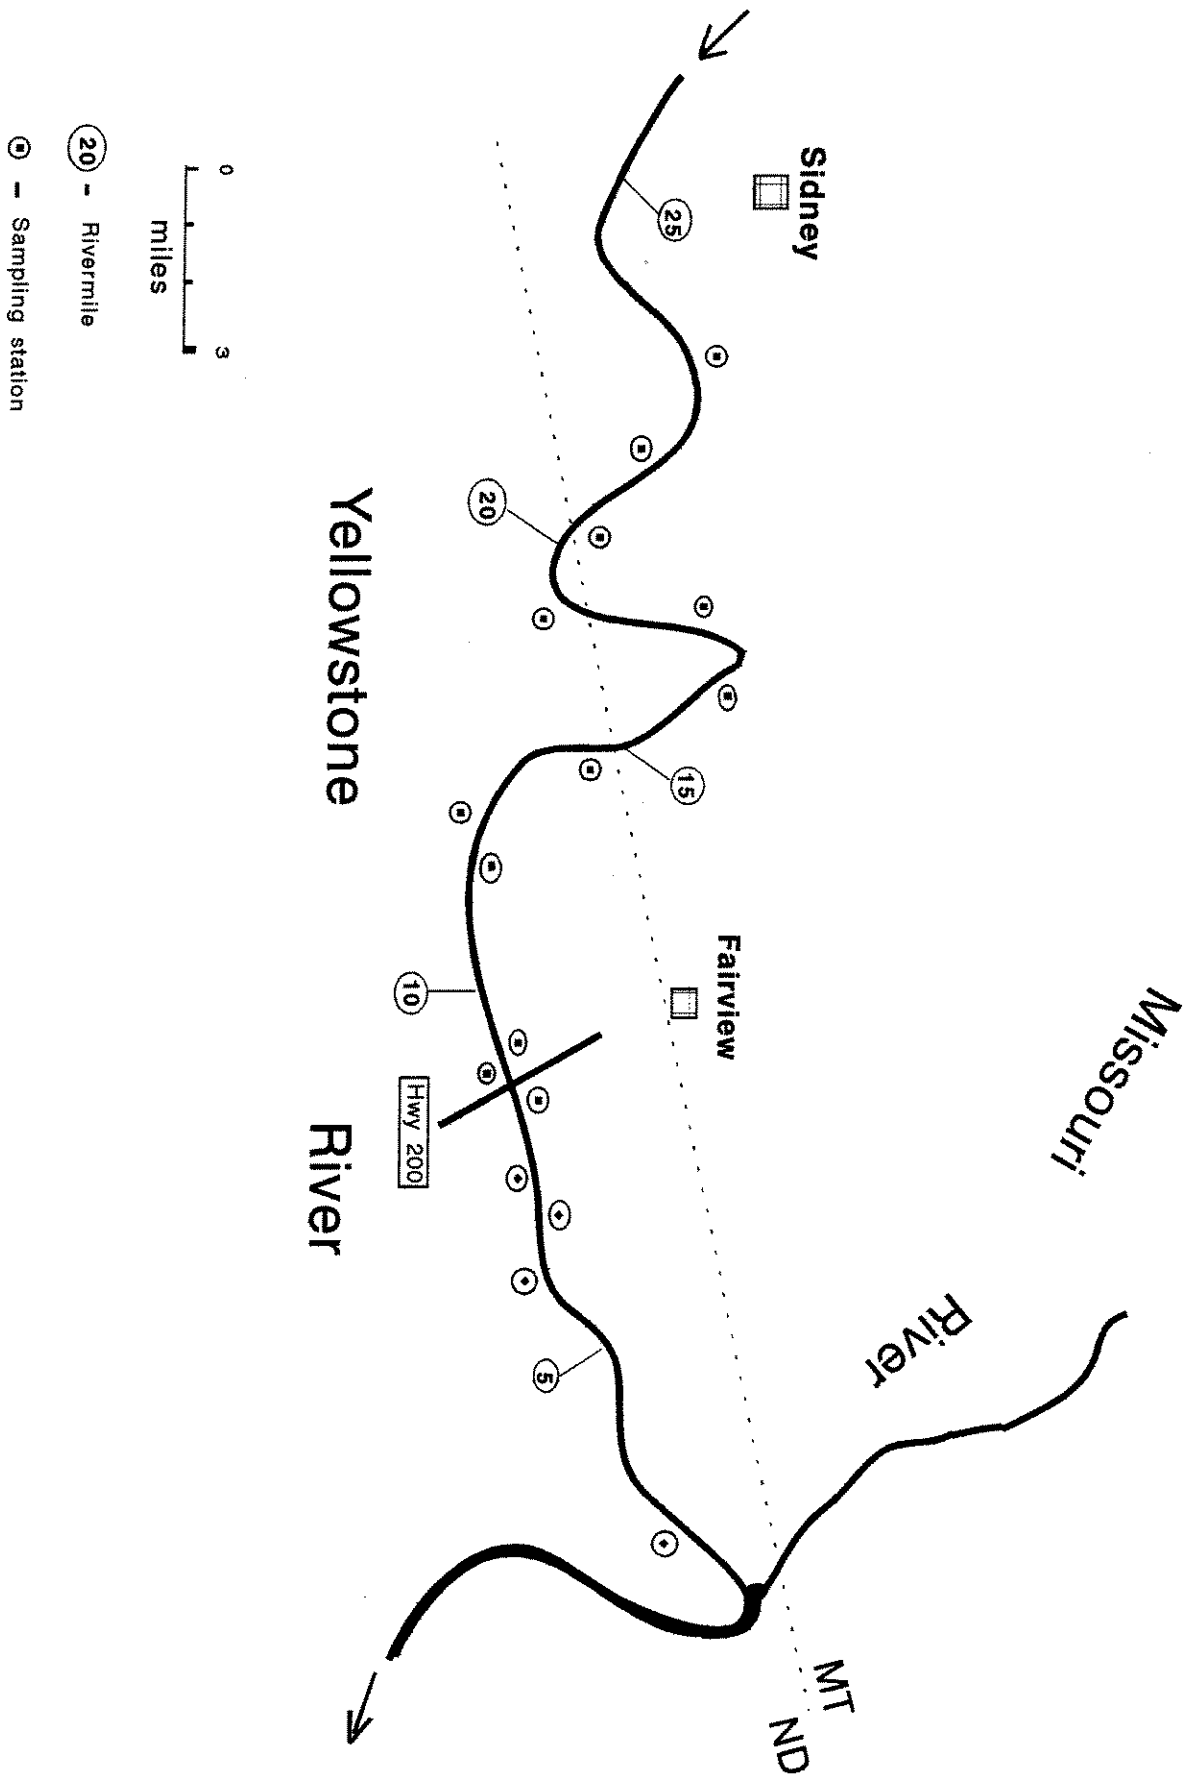 Sidney
25
20
15
Fairview
10
Hwy 200
5
Yellowstone
River
Missouri
River
MT
ND
0 3
miles
20 - Rivermile
- Sampling station